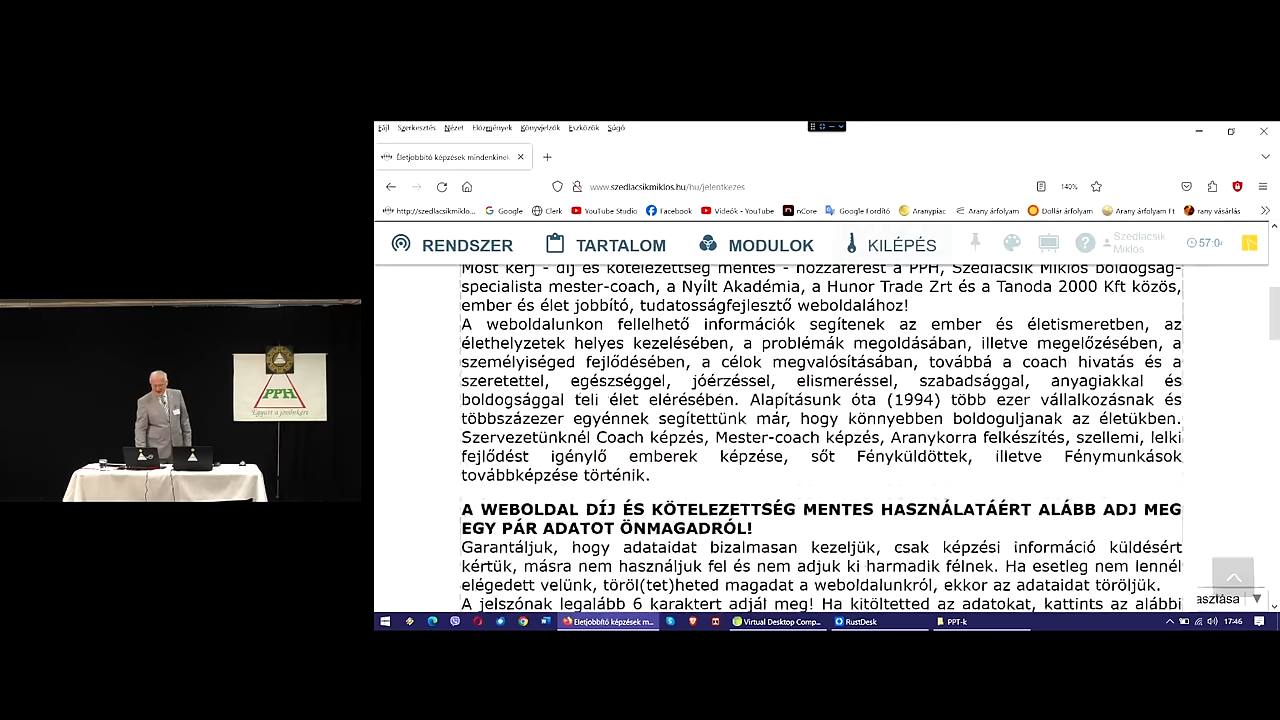 Fájl Szerkesztés Nézet Előzmények Könyvjelzők Eszközök Súgó
Életjobbító képzések mindenkinek
www.szedlacsikmiklos.hu/hu/jelentkezes
140%
http://szedlacsikmiklo... Google Clerk YouTube Studio Facebook Videók - YouTube nCore Google Fordító Aranypiac Arany árfolyam Dollár árfolyam Arany árfolyam Ft rany vásárlás
RENDSZER TARTALOM MODULOK KILÉPÉS Szedlacsik Miklós 57:04
Most kérj - díj és kötelezettség mentes - hozzáférést a PPH, Szedlacsik Miklós boldogság-
specialista mester-coach, a Nyílt Akadémia, a Hunor Trade Zrt és a Tanoda 2000 Kft közös,
ember és élet jobbító, tudatosságfejlesztő weboldalához!
A weboldalunkon fellelhető információk segítenek az ember és életismeretben, az
élethelyzetek helyes kezelésében, a problémák megoldásában, illetve megelőzésében, a
személyiséged fejlődésében, a célok megvalósításában, továbbá a coach hivatás és a
szeretettel, egészséggel, jóérzéssel, elismeréssel, szabadsággal, anyagiakkal és
boldogsággal teli élet elérésében. Alapításunk óta (1994) több ezer vállalkozásnak és
többszázezer egyénnek segítettünk már, hogy könnyebben boldoguljanak az életükben.
Szervezetünknél Coach képzés, Mester-coach képzés, Aranykorra felkészítés, szellemi, lelki
fejlődést igénylő emberek képzése, sőt Fényküldöttek, illetve Fénymunkások
továbbképzése történik.
A WEBOLDAL DÍJ ÉS KÖTELEZETTSÉG MENTES HASZNÁLATÁÉRT ALÁBB ADJ MEG
EGY PÁR ADATOT ÖNMAGADRÓL!
Garantáljuk, hogy adataidat bizalmasan kezeljük, csak képzési információ küldésért
kértük, másra nem használjuk fel és nem adjuk ki harmadik félnek. Ha esetleg nem lennél
elégedett velünk, töröl(tet)heted magadat a weboldalunkról, ekkor az adataidat töröljük.
A jelszónak legalább 6 karaktert adjál meg! Ha kitöltetted az adatokat, kattints az alábbi
asztása
Életjobbító képzések m... Virtual Desktop Comp... RustDesk PPT-k 17:46
PPH
Együtt a jövőnkért